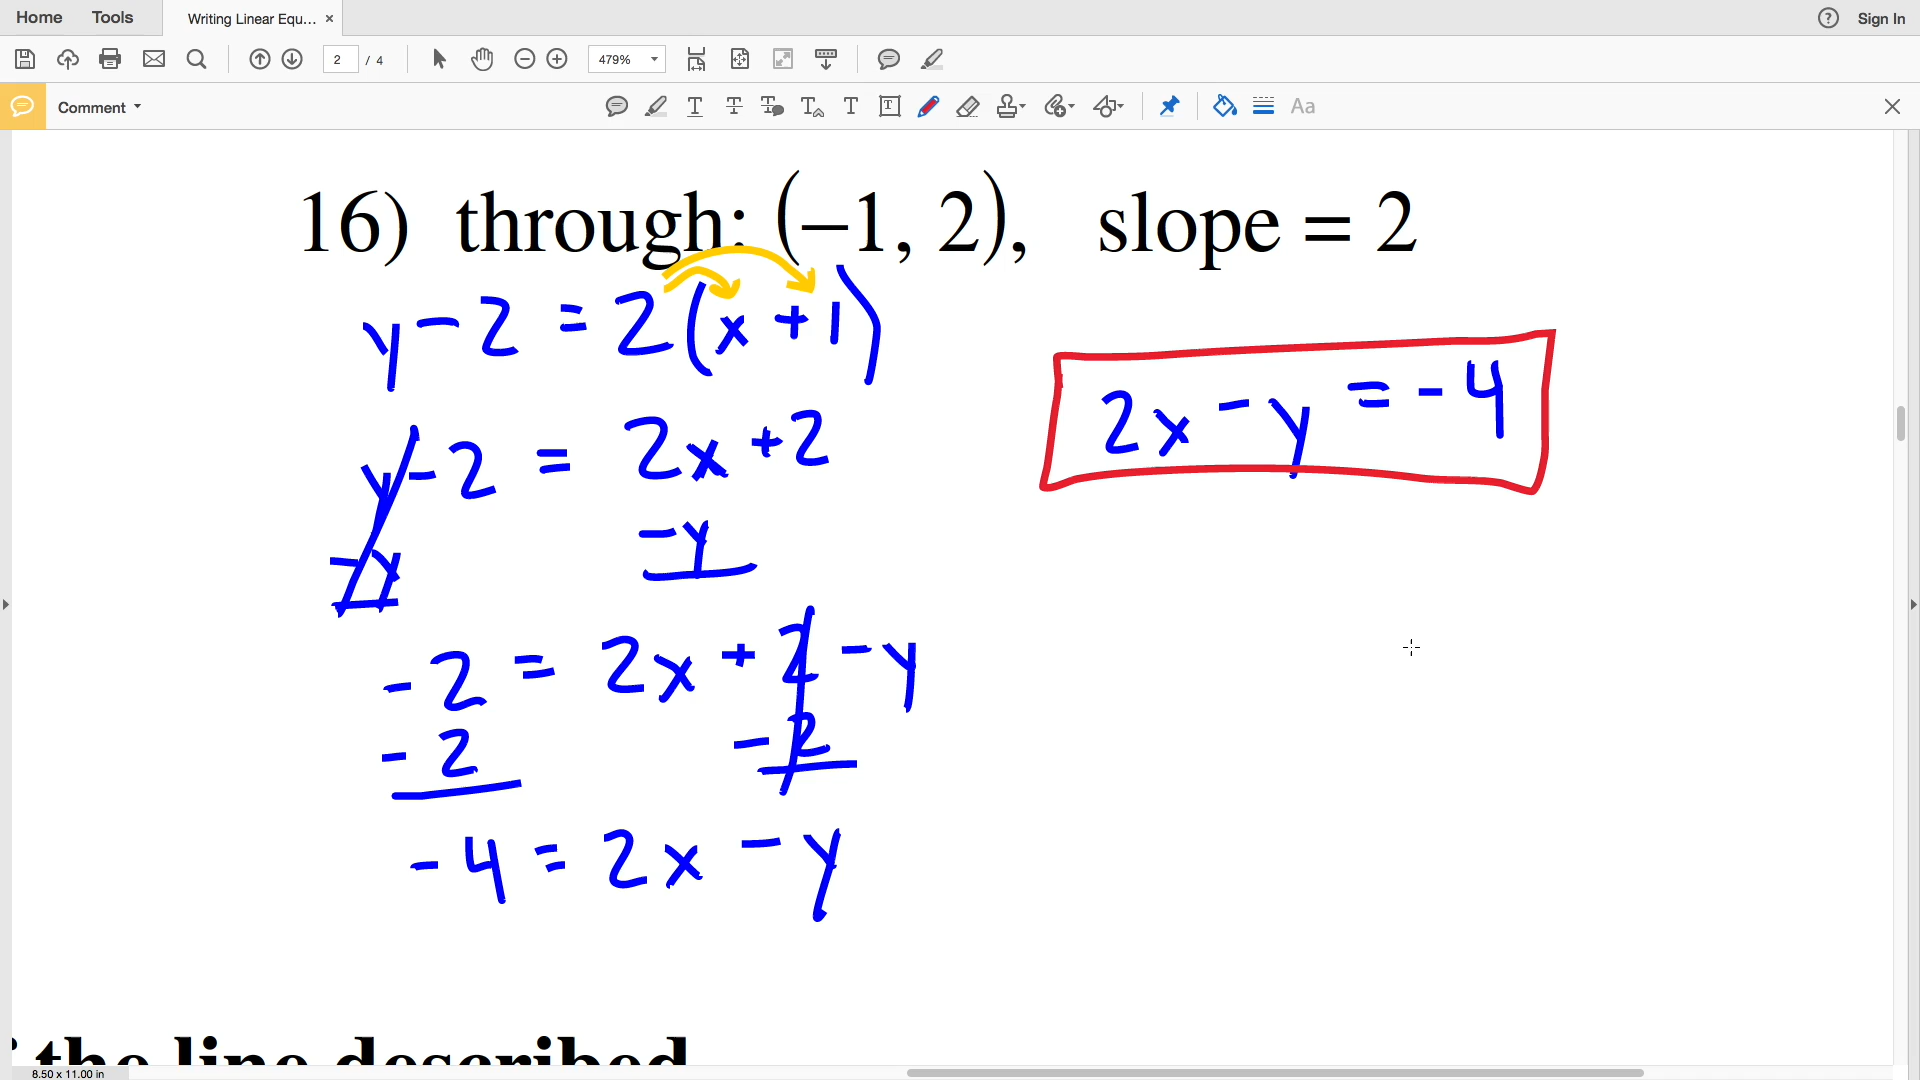 Home Tools Writing Linear Equ... × ? Sign In
2 / 4 479%
Comment Aa
16) through: (−1, 2), slope = 2
y − 2 = 2(x + 1)
y − 2 = 2x + 2
−y −y
−2 = 2x + 2 − y
−2 −2
−4 = 2x − y
2x − y = −4
the line described
8.50 x 11.00 in